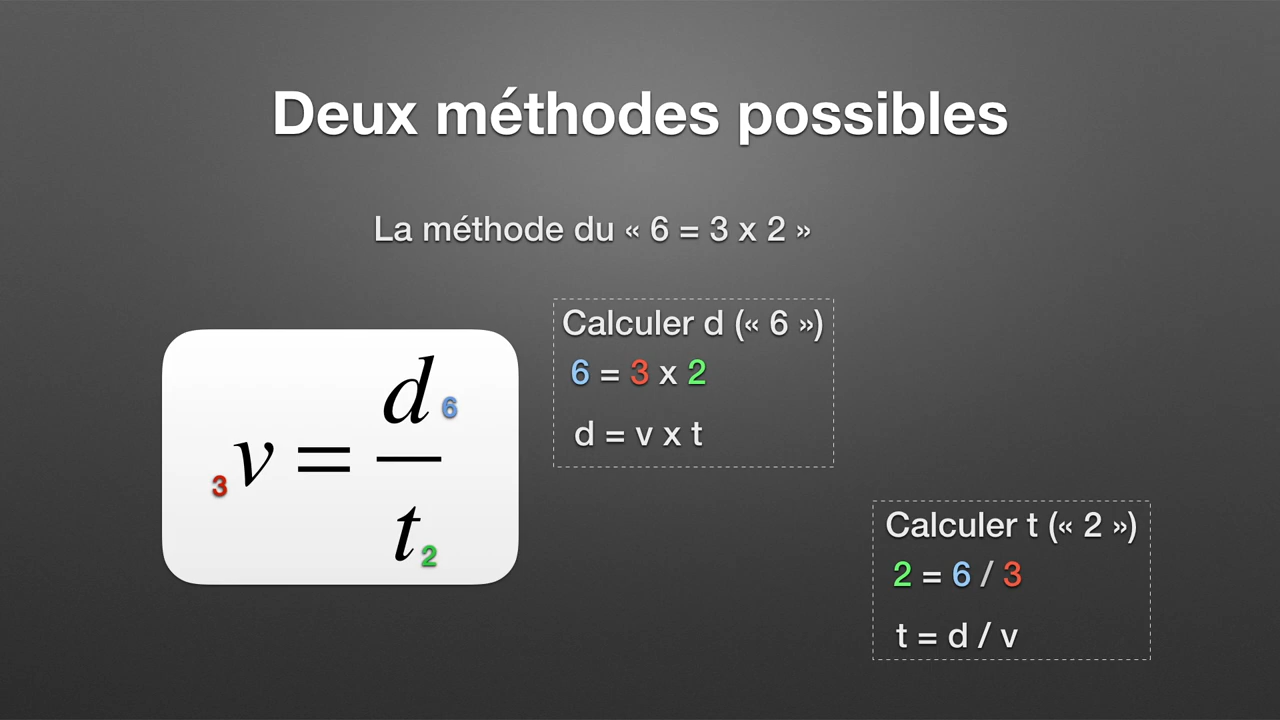 Deux méthodes possibles
La méthode du « 6 = 3 x 2 »
3 v = d 6
t 2
Calculer d (« 6 »)
6 = 3 x 2
d = v x t
Calculer t (« 2 »)
2 = 6 / 3
t = d / v